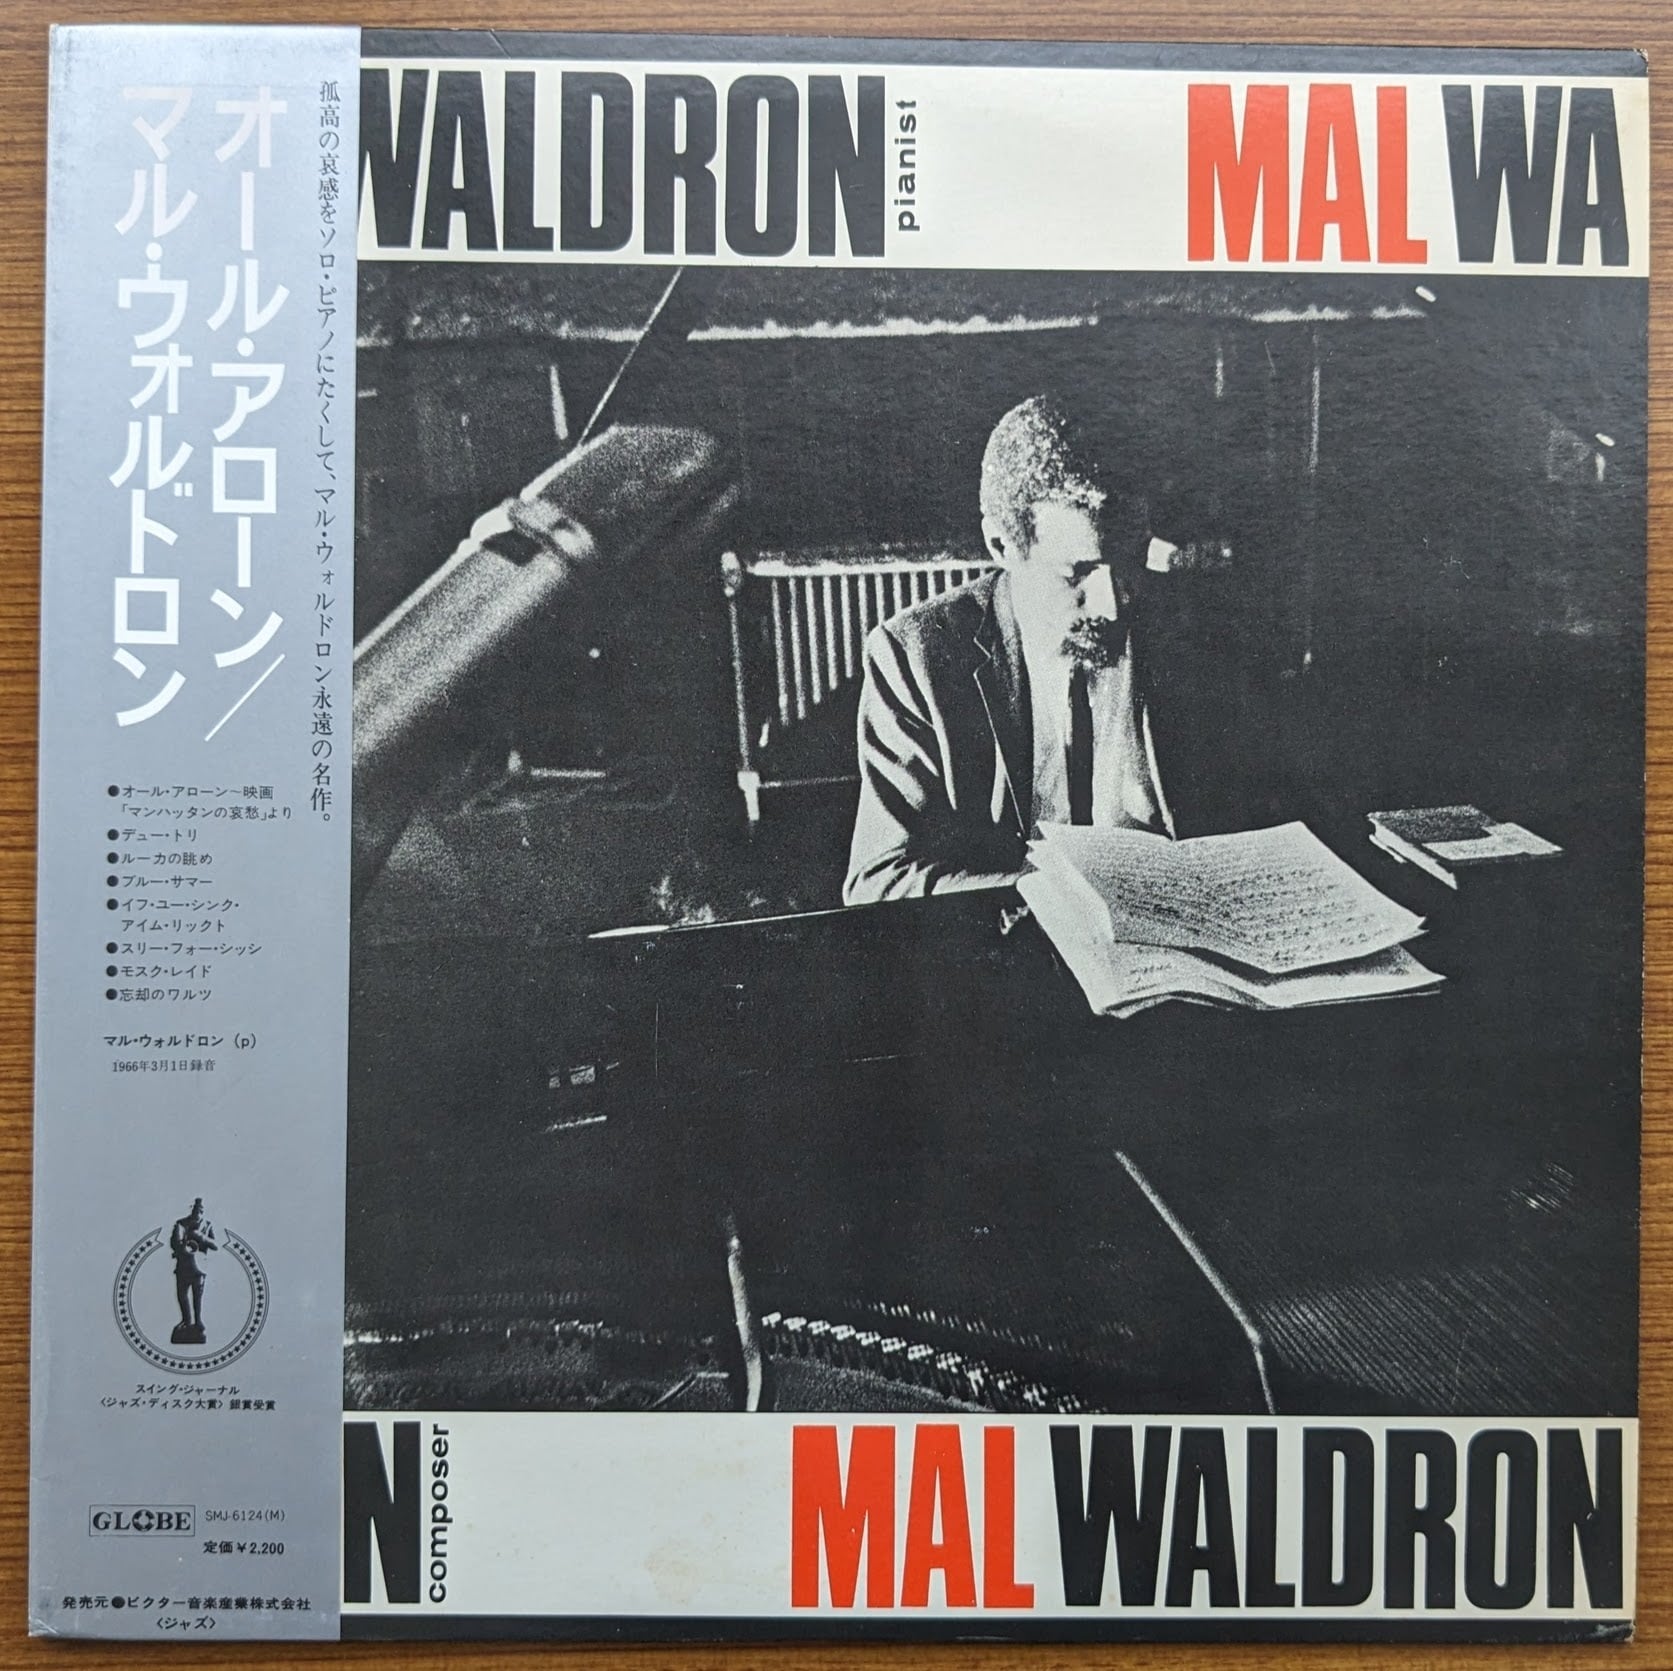 孤高の哀感をソロ・ピアノにたくして、マル・ウォルドロン永遠の名作。
オール・アローン/
マル・ウォルドロン
●オール・アローン〜映画
「マンハッタンの哀愁」より
●デュー・トリ
●ルーカの眺め
●ブルー・サマー
●イフ・ユー・シンク・
アイム・リックト
●スリー・フォー・シッシ
●モスク・レイド
●忘却のワルツ
マル・ウォルドロン (p)
1966年3月1日録音
スイング・ジャーナル
〈ジャズ・ディスク大賞〉銀賞受賞
GLOBE SMJ-6124(M)
定価¥2,200
発売元●ビクター音楽産業株式会社
〈ジャズ〉
WALDRON pianist MAL WA
N composer MAL WALDRON